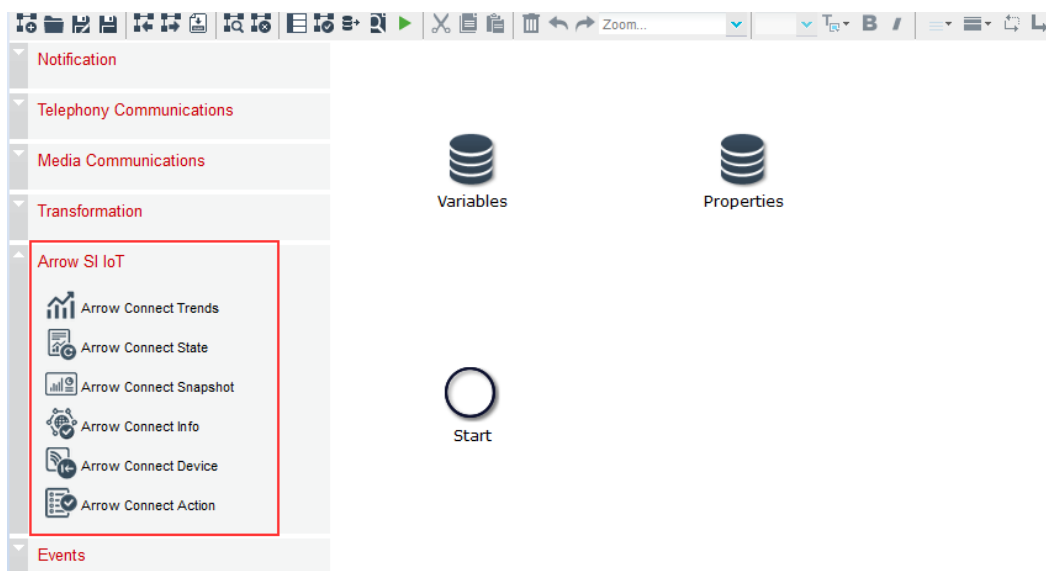 Zoom...
B I
Notification
Telephony Communications
Media Communications
Transformation
Arrow SI IoT
Arrow Connect Trends
Arrow Connect State
Arrow Connect Snapshot
Arrow Connect Info
Arrow Connect Device
Arrow Connect Action
Events
Variables
Properties
Start